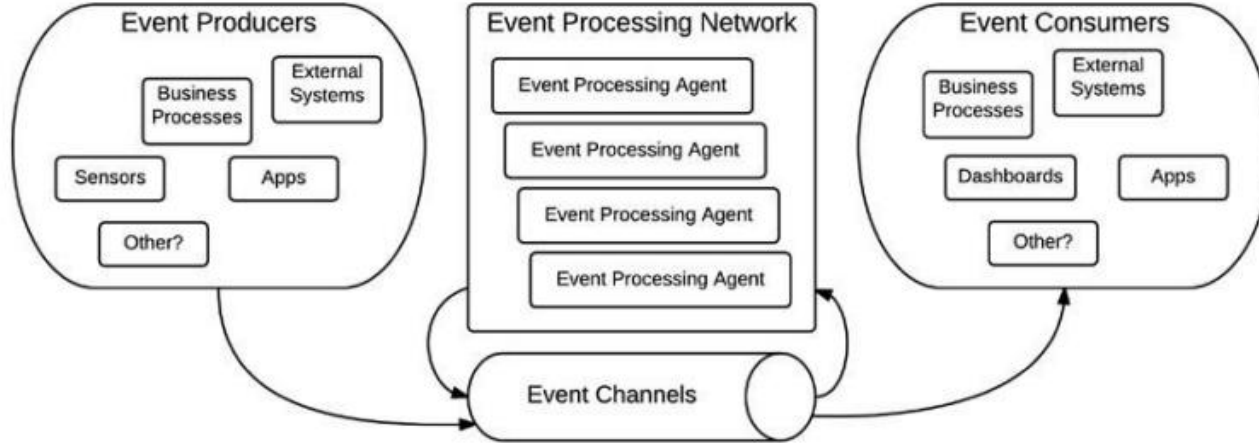 Event Producers
External
Systems
Business
Processes
Sensors
Apps
Other?
Event Processing Network
Event Processing Agent
Event Processing Agent
Event Processing Agent
Event Processing Agent
Event Channels
Event Consumers
External
Systems
Business
Processes
Dashboards
Apps
Other?